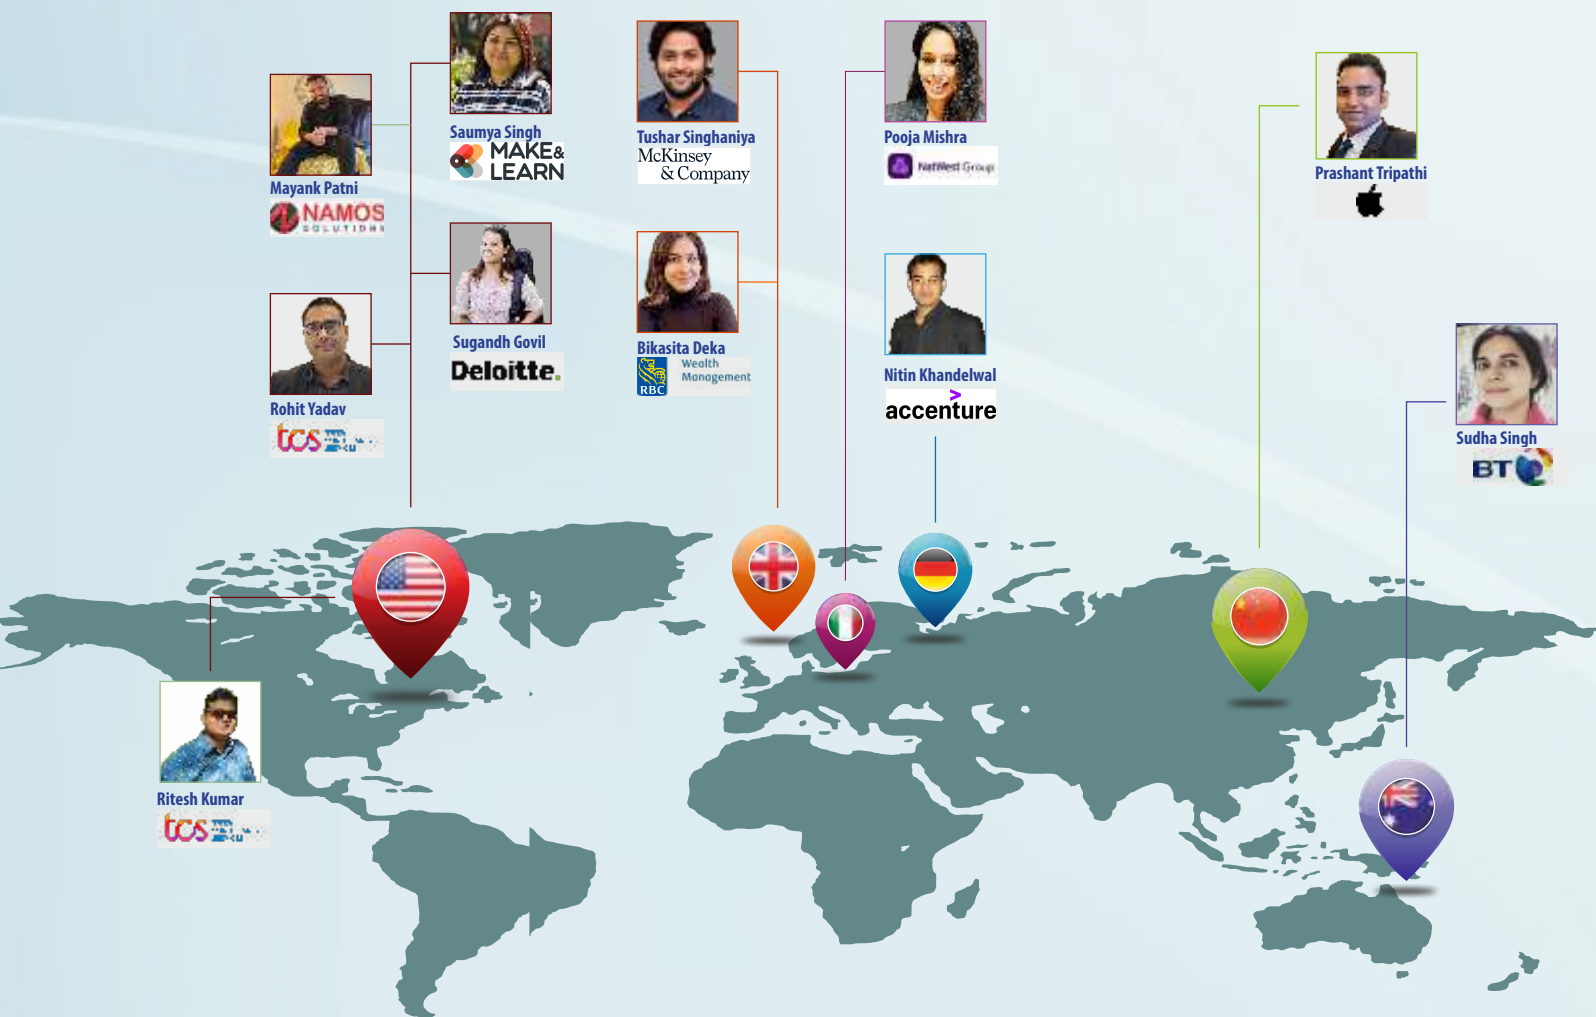 Saumya Singh
MAKE&
LEARN
Mayank Patni
NAMOS
SOLUTIONS
Tushar Singhaniya
McKinsey
& Company
Pooja Mishra
NatWest Group
Prashant Tripathi
Sugandh Govil
Deloitte.
Rohit Yadav
tcs
Bikasita Deka
Wealth
Management
RBC
Nitin Khandelwal
>
accenture
Sudha Singh
BT
Ritesh Kumar
tcs